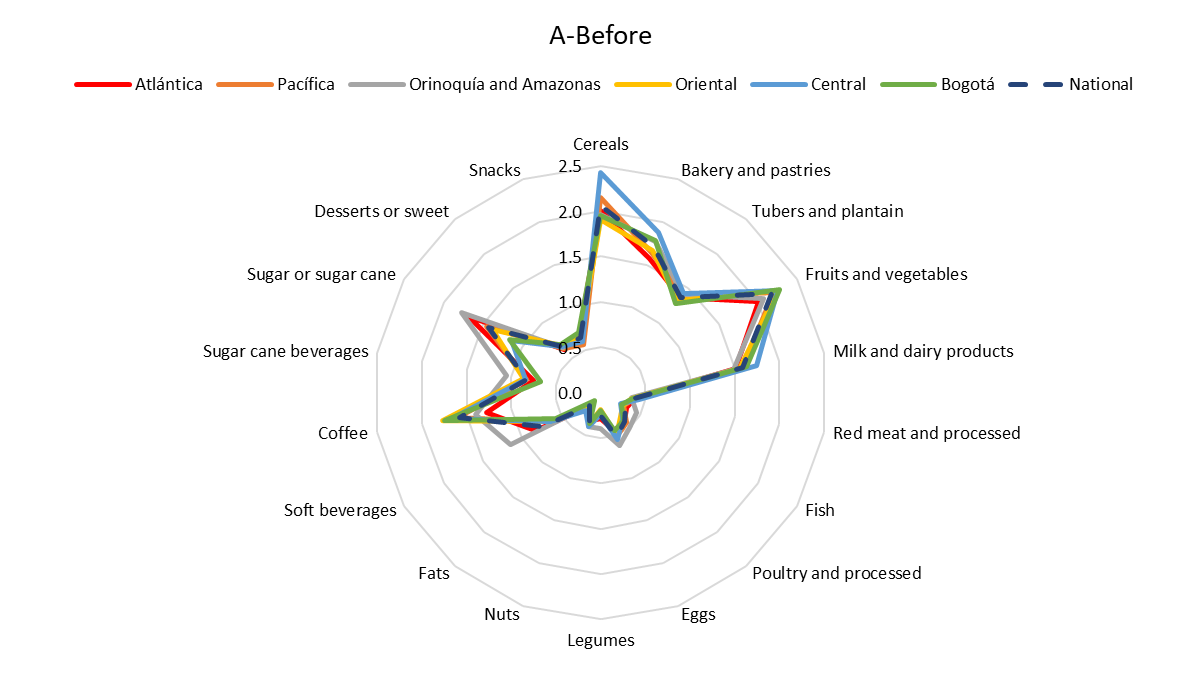 A-Before
Atlántica Pacífica Orinoquía and Amazonas Oriental Central Bogotá National
Cereals
Bakery and pastries
Tubers and plantain
Fruits and vegetables
Milk and dairy products
Red meat and processed
Fish
Poultry and processed
Eggs
Legumes
Nuts
Fats
Soft beverages
Coffee
Sugar cane beverages
Sugar or sugar cane
Desserts or sweet
Snacks
2.5
2.0
1.5
1.0
0.5
0.0